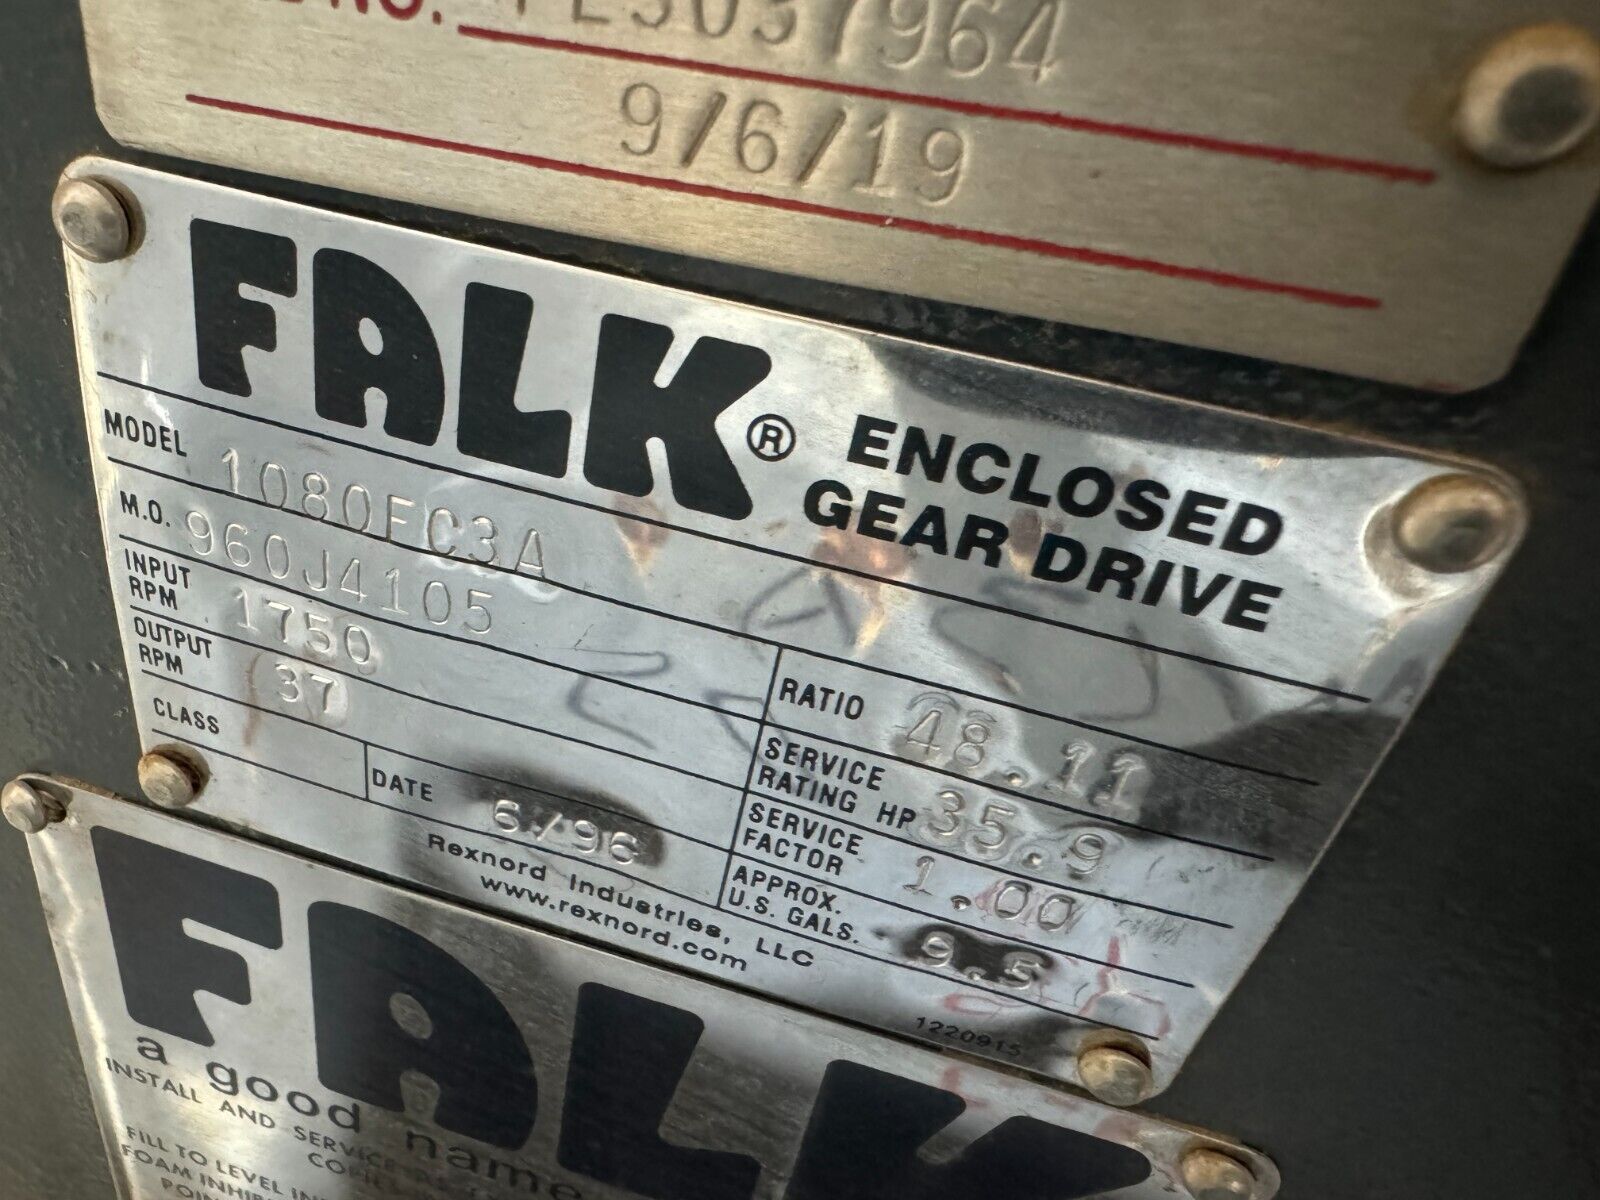 NO. PE3037964
9/6/19
FALK® ENCLOSED GEAR DRIVE
MODEL 1080FC3A
M.O. 960J4105
INPUT RPM 1750
RATIO 48.11
OUTPUT RPM 37
SERVICE RATING HP 35.9
CLASS
DATE 6/96
SERVICE FACTOR 1.00
APPROX. U.S. GALS. 9.5
Rexnord Industries, LLC
www.rexnord.com
1220915
FALK
a good name
INSTALL AND SERVICE
FILL TO LEVEL
FOAM